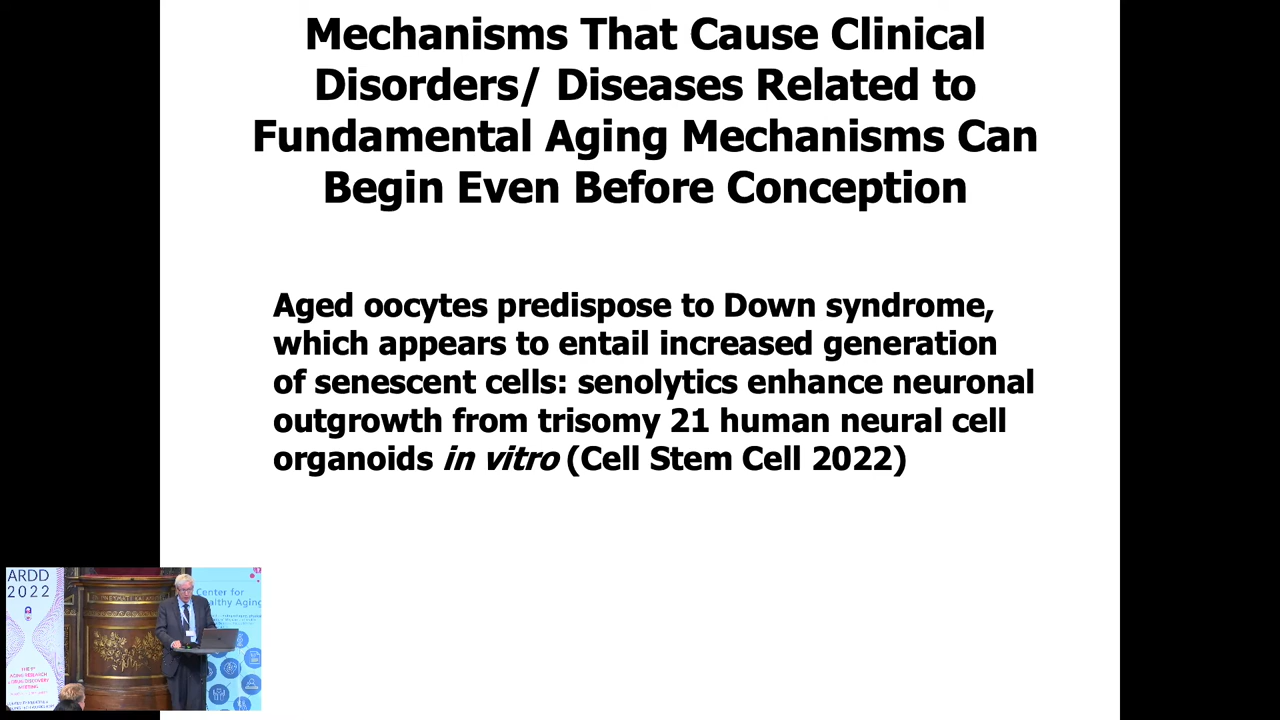 Mechanisms That Cause Clinical
Disorders/ Diseases Related to
Fundamental Aging Mechanisms Can
Begin Even Before Conception
Aged oocytes predispose to Down syndrome,
which appears to entail increased generation
of senescent cells: senolytics enhance neuronal
outgrowth from trisomy 21 human neural cell
organoids in vitro (Cell Stem Cell 2022)
ARDD
2022
Center for
Healthy Aging